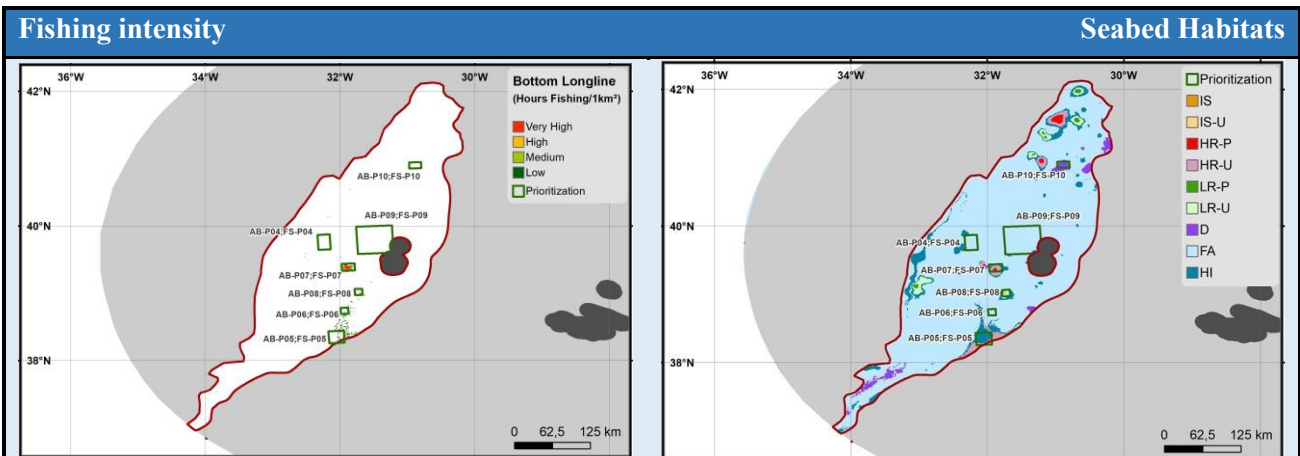 Fishing intensity
Seabed Habitats
36°W
34°W
32°W
30°W
42°N
40°N
38°N
Bottom Longline
(Hours Fishing/1km²)
Very High
High
Medium
Low
Prioritization
AB-P10;FS-P10
AB-P09;FS-P09
AB-P04;FS-P04
AB-P07;FS-P07
AB-P08;FS-P08
AB-P06;FS-P06
AB-P05;FS-P05
0 62,5 125 km
36°W
34°W
32°W
30°W
42°N
40°N
38°N
Prioritization
IS
IS-U
HR-P
HR-U
LR-P
LR-U
D
FA
HI
AB-P10;FS-P10
AB-P09;FS-P09
AB-P04;FS-P04
AB-P07;FS-P07
AB-P08;FS-P08
AB-P06;FS-P06
AB-P05;FS-P05
0 62,5 125 km